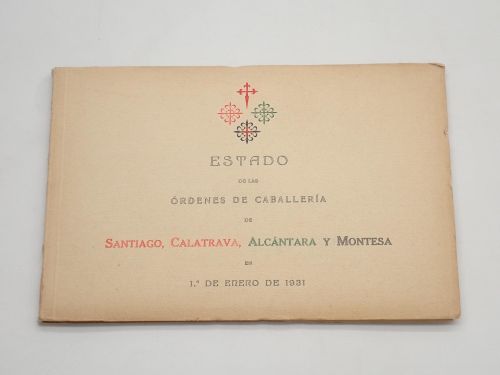 ESTADO
DE LAS
ÓRDENES DE CABALLERÍA
DE
SANTIAGO, CALATRAVA, ALCÁNTARA Y MONTESA
EN
1.º DE ENERO DE 1931